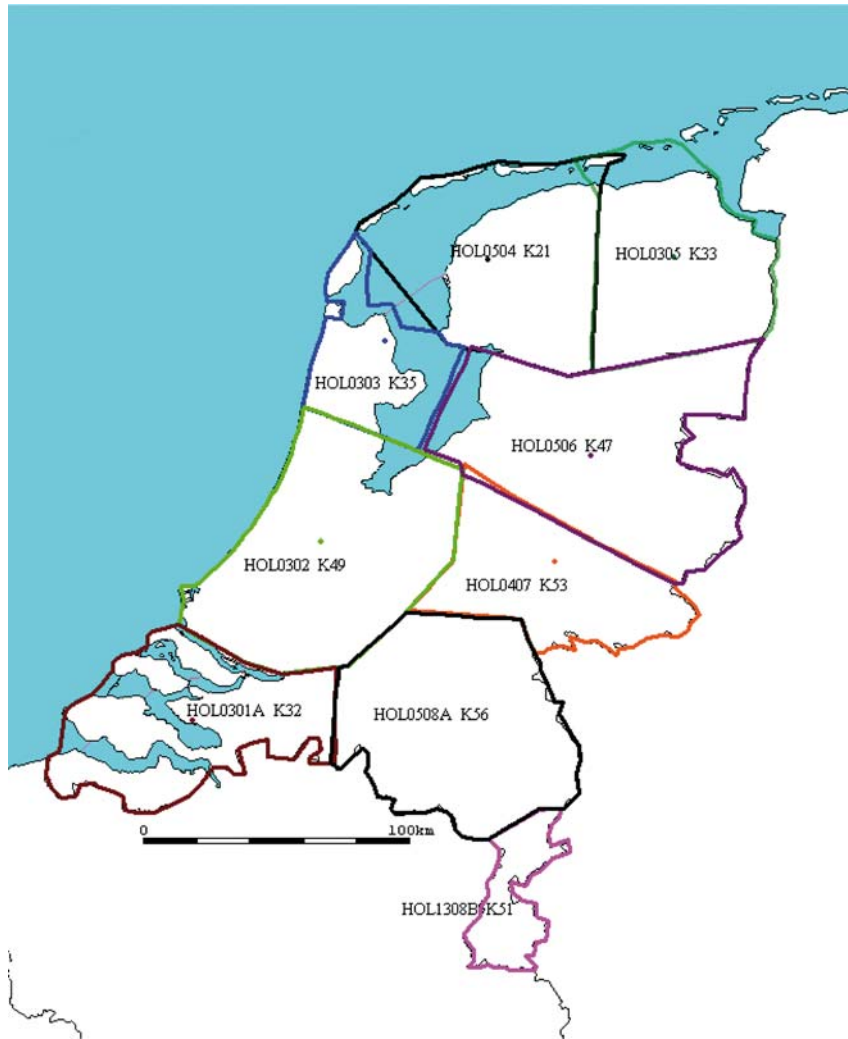 HOL0504 K21
HOL0305 K33
HOL0303 K35
HOL0506 K47
HOL0302 K49
HOL0407 K53
HOL0301A K32
HOL0508A K56
0 100km
HOL1308B K51